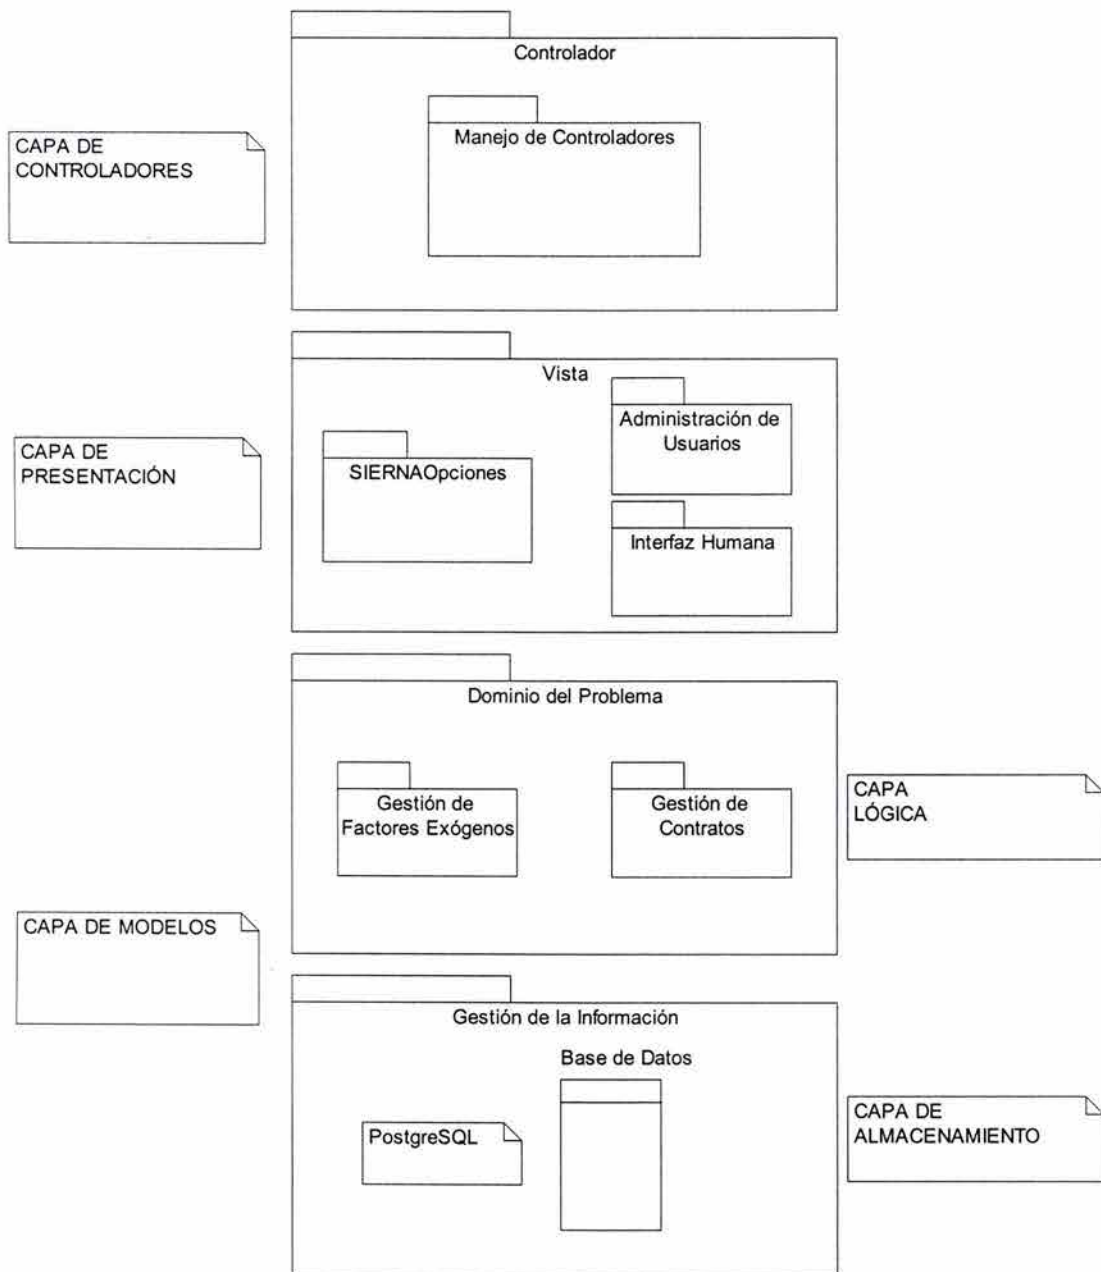 Controlador
Manejo de Controladores
CAPA DE
CONTROLADORES
Vista
Administración de
Usuarios
CAPA DE
PRESENTACIÓN
SIERNAOpciones
Interfaz Humana
Dominio del Problema
Gestión de
Factores Exógenos
Gestión de
Contratos
CAPA
LÓGICA
CAPA DE MODELOS
Gestión de la Información
Base de Datos
PostgreSQL
CAPA DE
ALMACENAMIENTO